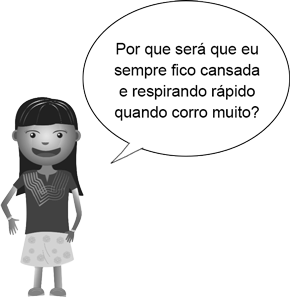 Por que será que eu
sempre fico cansada
e respirando rápido
quando corro muito?